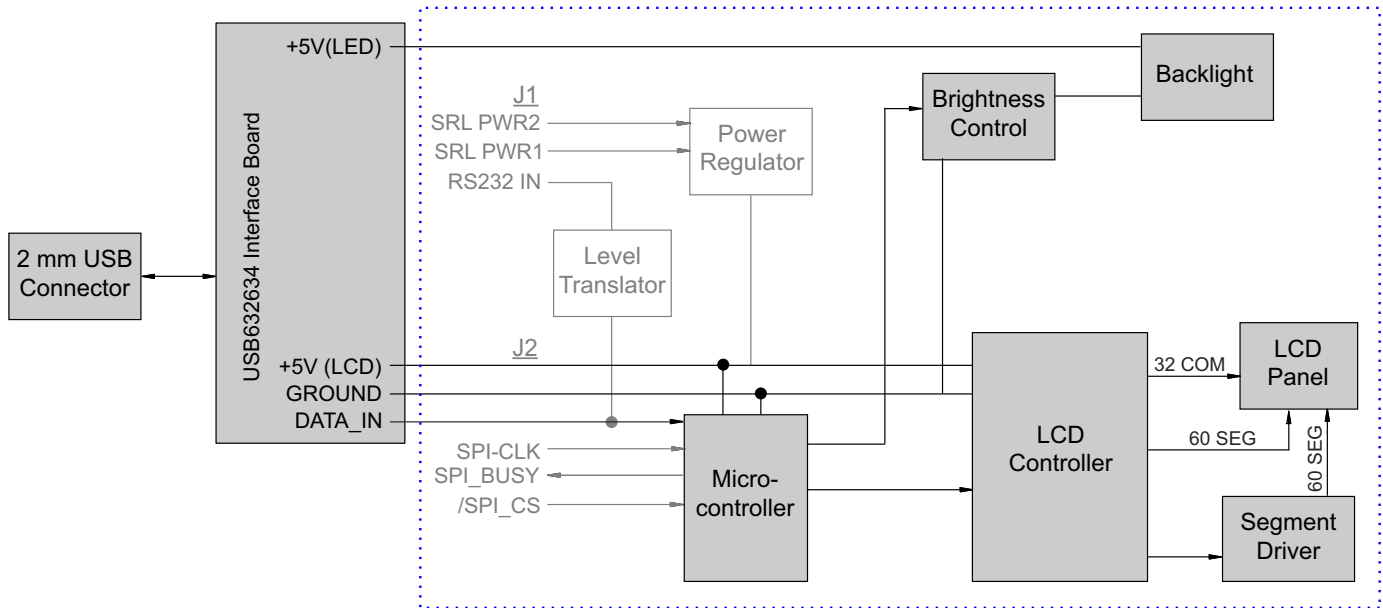 +5V(LED)
USB632634 Interface Board
2 mm USB
Connector
+5V (LCD)
GROUND
DATA_IN
J1
SRL PWR2
SRL PWR1
RS232 IN
Power
Regulator
Level
Translator
Brightness
Control
Backlight
J2
SPI-CLK
SPI_BUSY
/SPI_CS
Micro-
controller
LCD
Controller
32 COM
60 SEG
60 SEG
LCD
Panel
Segment
Driver